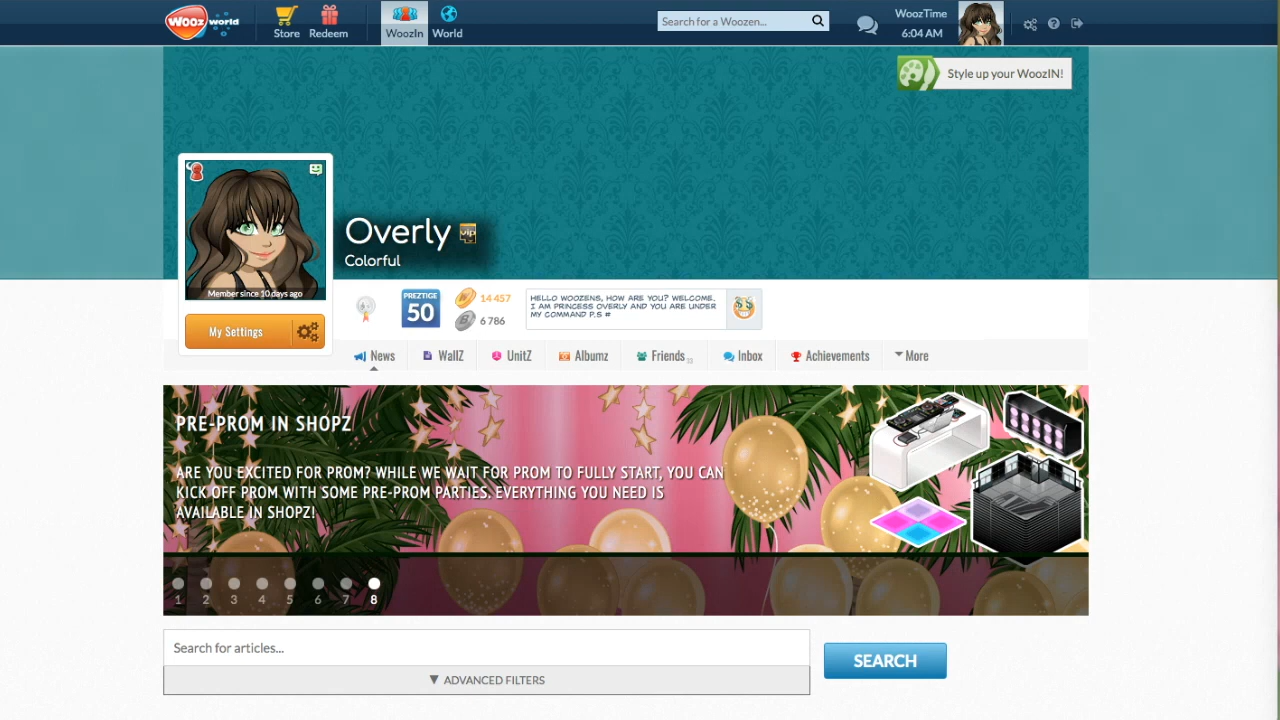 Woozworld
Store
Redeem
WoozIn
World
Search for a Woozen...
WoozTime
6:04 AM
Style up your WoozIN!
Overly
vip
Colorful
Member since 10 days ago
My Settings
PREZTIGE
50
14 457
6 786
HELLO WOOZENS, HOW ARE YOU? WELCOME.
I AM PRINCESS OVERLY AND YOU ARE UNDER
MY COMMAND P.S #
News
WallZ
UnitZ
Albumz
Friends 33
Inbox
Achievements
More
PRE-PROM IN SHOPZ
ARE YOU EXCITED FOR PROM? WHILE WE WAIT FOR PROM TO FULLY START, YOU CAN
KICK OFF PROM WITH SOME PRE-PROM PARTIES. EVERYTHING YOU NEED IS
AVAILABLE IN SHOPZ!
1 2 3 4 5 6 7 8
Search for articles...
SEARCH
▼ ADVANCED FILTERS